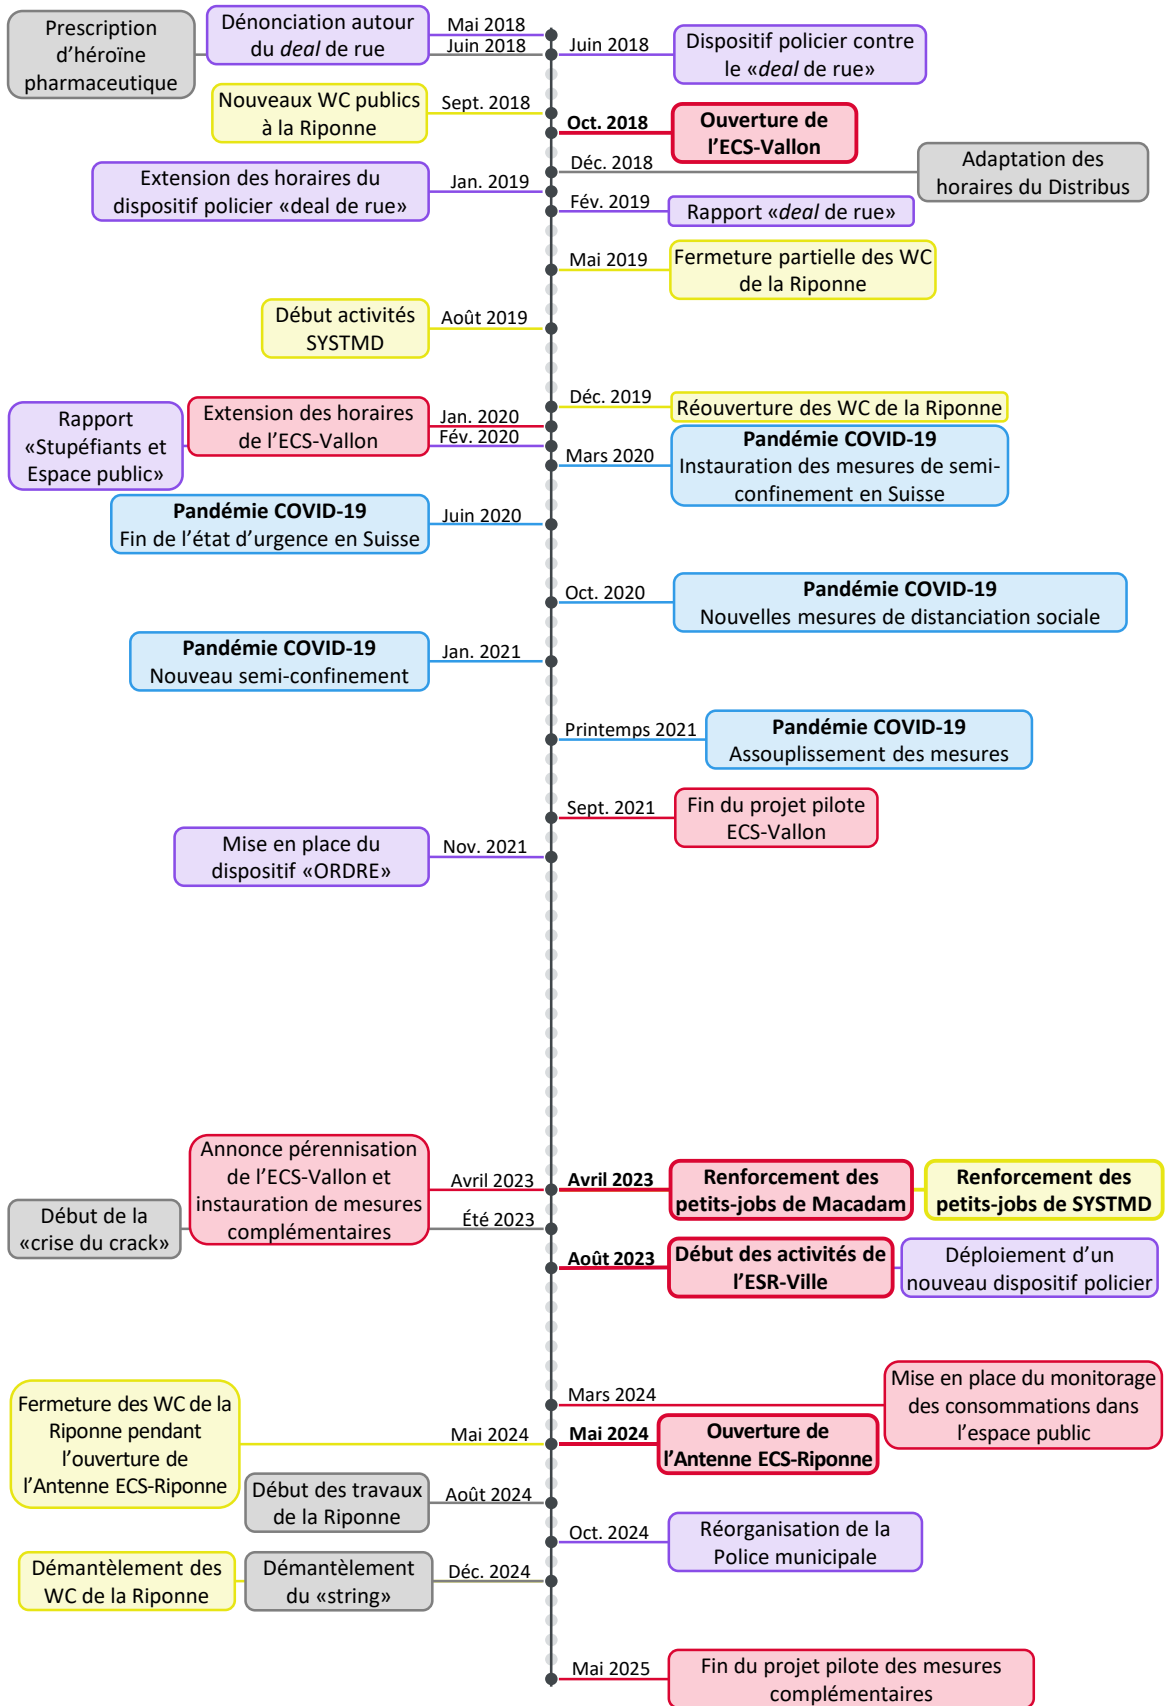 Mai 2018
Dénonciation autour
du deal de rue
Juin 2018
Prescription
d’héroïne
pharmaceutique
Juin 2018
Dispositif policier contre
le «deal de rue»
Sept. 2018
Nouveaux WC publics
à la Riponne
Oct. 2018
Ouverture de
l’ECS-Vallon
Déc. 2018
Adaptation des
horaires du Distribus
Jan. 2019
Extension des horaires du
dispositif policier «deal de rue»
Fév. 2019
Rapport «deal de rue»
Mai 2019
Fermeture partielle des WC
de la Riponne
Août 2019
Début activités
SYSTMD
Déc. 2019
Réouverture des WC de la Riponne
Jan. 2020
Extension des horaires
de l’ECS-Vallon
Fév. 2020
Rapport
«Stupéfiants et
Espace public»
Mars 2020
Pandémie COVID-19
Instauration des mesures de semi-
confinement en Suisse
Juin 2020
Pandémie COVID-19
Fin de l’état d’urgence en Suisse
Oct. 2020
Pandémie COVID-19
Nouvelles mesures de distanciation sociale
Jan. 2021
Pandémie COVID-19
Nouveau semi-confinement
Printemps 2021
Pandémie COVID-19
Assouplissement des mesures
Sept. 2021
Fin du projet pilote
ECS-Vallon
Nov. 2021
Mise en place du
dispositif «ORDRE»
Avril 2023
Annonce pérennisation
de l’ECS-Vallon et
instauration de mesures
complémentaires
Avril 2023
Renforcement des
petits-jobs de Macadam
Renforcement des
petits-jobs de SYSTMD
Été 2023
Début de la
«crise du crack»
Août 2023
Début des activités de
l’ESR-Ville
Déploiement d’un
nouveau dispositif policier
Mars 2024
Mise en place du monitorage
des consommations dans
l’espace public
Mai 2024
Fermeture des WC de la
Riponne pendant
l’ouverture de
l’Antenne ECS-Riponne
Mai 2024
Ouverture de
l’Antenne ECS-Riponne
Août 2024
Début des travaux
de la Riponne
Oct. 2024
Réorganisation de la
Police municipale
Déc. 2024
Démantèlement
du «string»
Démantèlement des
WC de la Riponne
Mai 2025
Fin du projet pilote des mesures
complémentaires